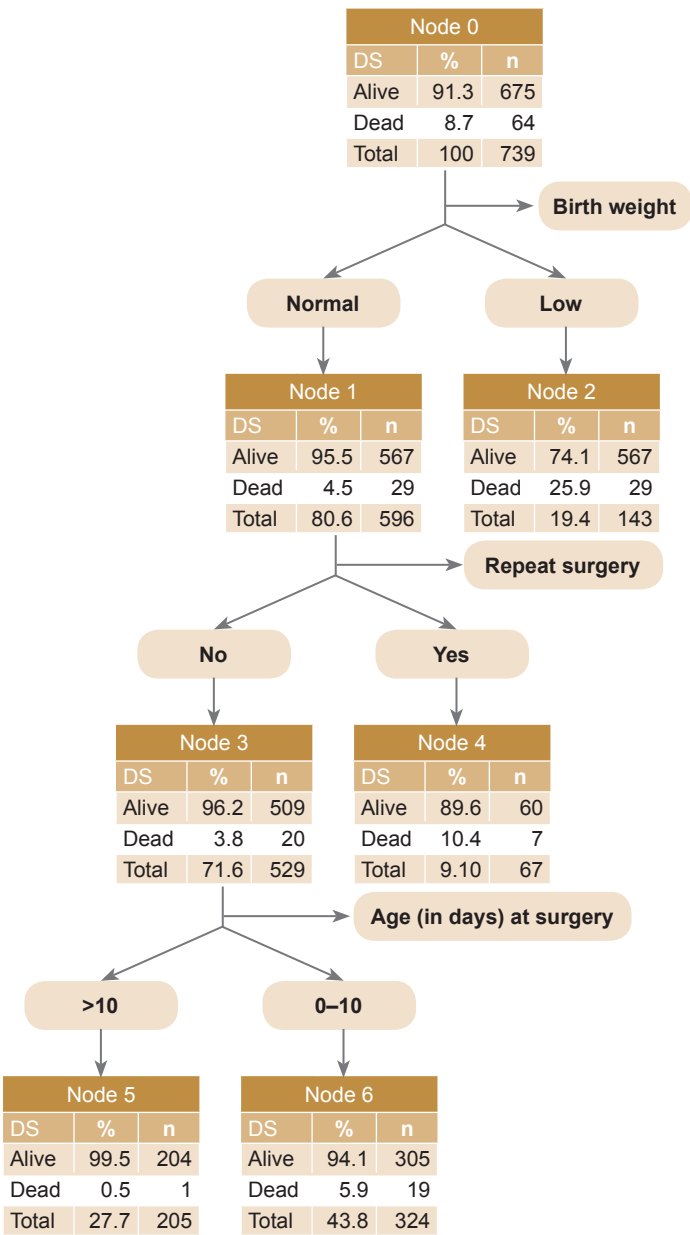 Node 0
DS % n
Alive 91.3 675
Dead 8.7 64
Total 100 739
Birth weight
Normal
Low
Node 1
DS % n
Alive 95.5 567
Dead 4.5 29
Total 80.6 596
Node 2
DS % n
Alive 74.1 567
Dead 25.9 29
Total 19.4 143
Repeat surgery
No
Yes
Node 3
DS % n
Alive 96.2 509
Dead 3.8 20
Total 71.6 529
Node 4
DS % n
Alive 89.6 60
Dead 10.4 7
Total 9.10 67
Age (in days) at surgery
>10
0–10
Node 5
DS % n
Alive 99.5 204
Dead 0.5 1
Total 27.7 205
Node 6
DS % n
Alive 94.1 305
Dead 5.9 19
Total 43.8 324